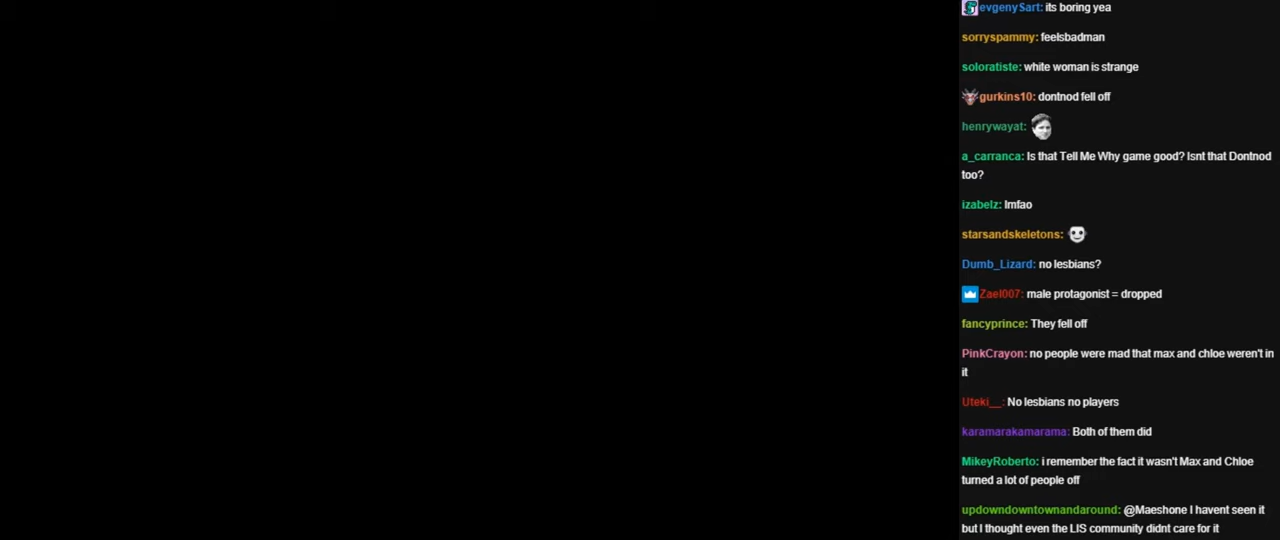 evgenySart: its boring yea
sorryspammy: feelsbadman
soloratiste: white woman is strange
gurkins10: dontnod fell off
henrywayat:
a_carranca: Is that Tell Me Why game good? Isnt that Dontnod
too?
izabelz: lmfao
starsandskeletons:
Dumb_Lizard: no lesbians?
Zael007: male protagonist = dropped
fancyprince: They fell off
PinkCrayon: no people were mad that max and chloe weren't in
it
Uteki__: No lesbians no players
karamarakamarama: Both of them did
MikeyRoberto: i remember the fact it wasn't Max and Chloe
turned a lot of people off
updowndowntownandaround: @Maeshone I havent seen it
but I thought even the LIS community didnt care for it